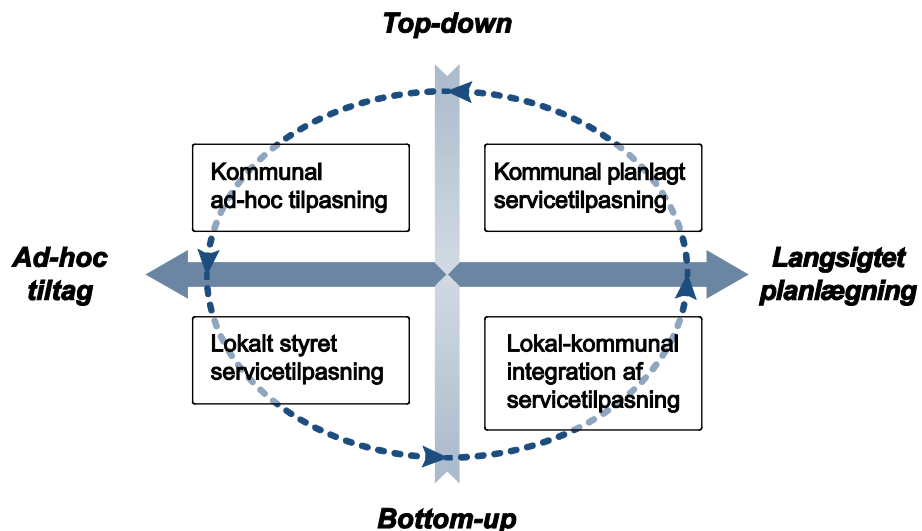 Top-down
Kommunal
ad-hoc tilpasning
Kommunal planlagt
servicetilpasning
Ad-hoc
tiltag
Langsigtet
planlægning
Lokalt styret
servicetilpasning
Lokal-kommunal
integration af
servicetilpasning
Bottom-up